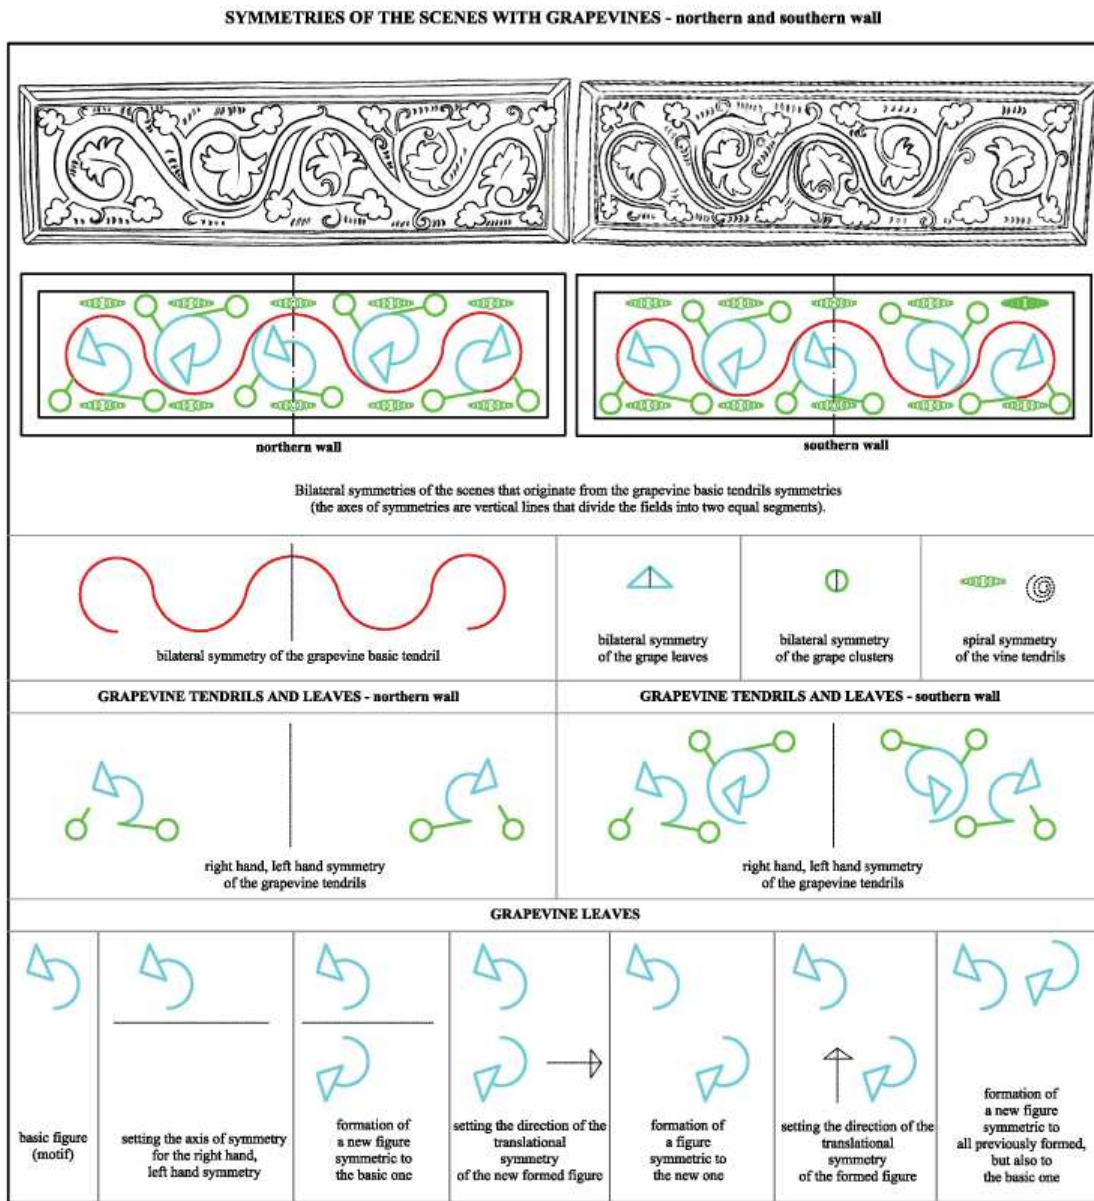 SYMMETRIES OF THE SCENES WITH GRAPEVINES - northern and southern wall
northern wall
southern wall
Bilateral symmetries of the scenes that originate from the grapevine basic tendrils symmetries
(the axes of symmetries are vertical lines that divide the fields into two equal segments).
bilateral symmetry of the grapevine basic tendril
bilateral symmetry
of the grape leaves
bilateral symmetry
of the grape clusters
spiral symmetry
of the vine tendrils
GRAPEVINE TENDRILS AND LEAVES - northern wall
GRAPEVINE TENDRILS AND LEAVES - southern wall
right hand, left hand symmetry
of the grapevine tendrils
right hand, left hand symmetry
of the grapevine tendrils
GRAPEVINE LEAVES
basic figure
(motif)
setting the axis of symmetry
for the right hand,
left hand symmetry
formation of
a new figure
symmetric to
the basic one
setting the direction of the
translational
symmetry
of the new formed figure
formation of
a figure
symmetric to
the new one
setting the direction of the
translational
symmetry
of the formed figure
formation of
a new figure
symmetric to
all previously formed,
but also to
the basic one